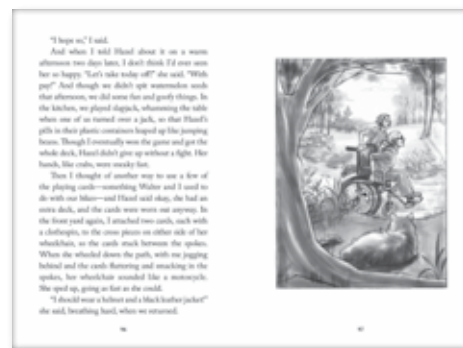 "I hope so," I said.
And when I told Hazel about it on a warm
afternoon two days later, I don't think I'd ever seen
her so happy. "Let's take today off!" she said. "With
pay!" And though we didn't spit watermelon seeds
that afternoon, we did some fun and goofy things. In
the kitchen, we played slapjack, whamming the table
when one of us turned over a jack, so that Hazel's
pills in their plastic containers leaped up like jumping
beans. Though I eventually won the game and got the
whole deck, Hazel didn't give up without a fight. Her
hands, like crabs, were sneaky fast.
Then I thought of another way to use a few of
the playing cards—something Walter and I used to
do with our bikes—and Hazel said okay, she had an
extra deck, and the cards were worn out anyway. In
the front yard again, I attached two cards, each with
a clothespin, to the cross pieces on either side of her
wheelchair, so the cards stuck between the spokes.
When she wheeled down the path, with me jogging
behind and the cards fluttering and smacking in the
spokes, her wheelchair sounded like a motorcycle.
She sped up, going as fast as she could.
"I should wear a helmet and a black leather jacket!"
she said, breathing hard, when we returned.
96
97